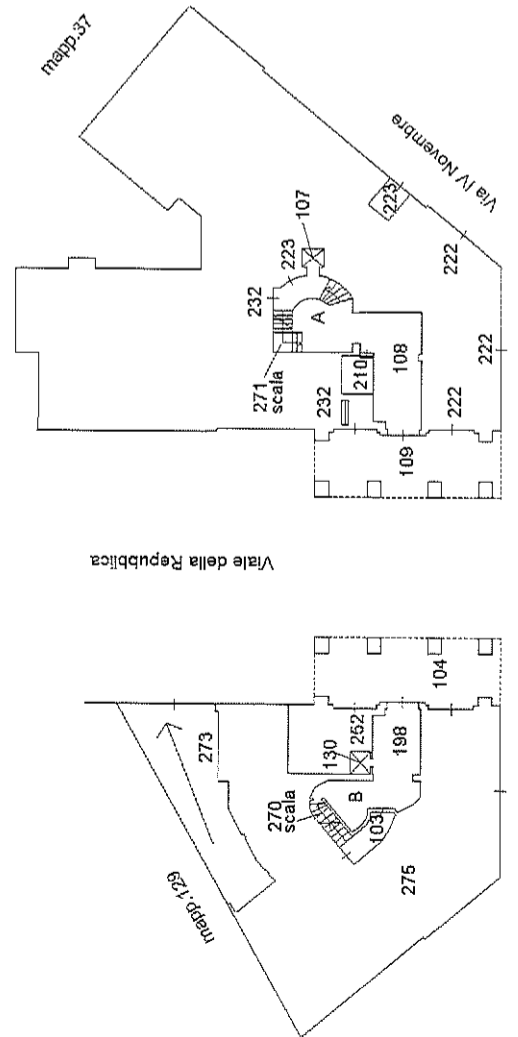 mapp.37
Via IV Novembre
223
107
223
232
A
222
271
scala
210
108
232
222
222
109
Viale della Repubblica
104
273
252
130
198
270
scala
B
103
mapp.129
275